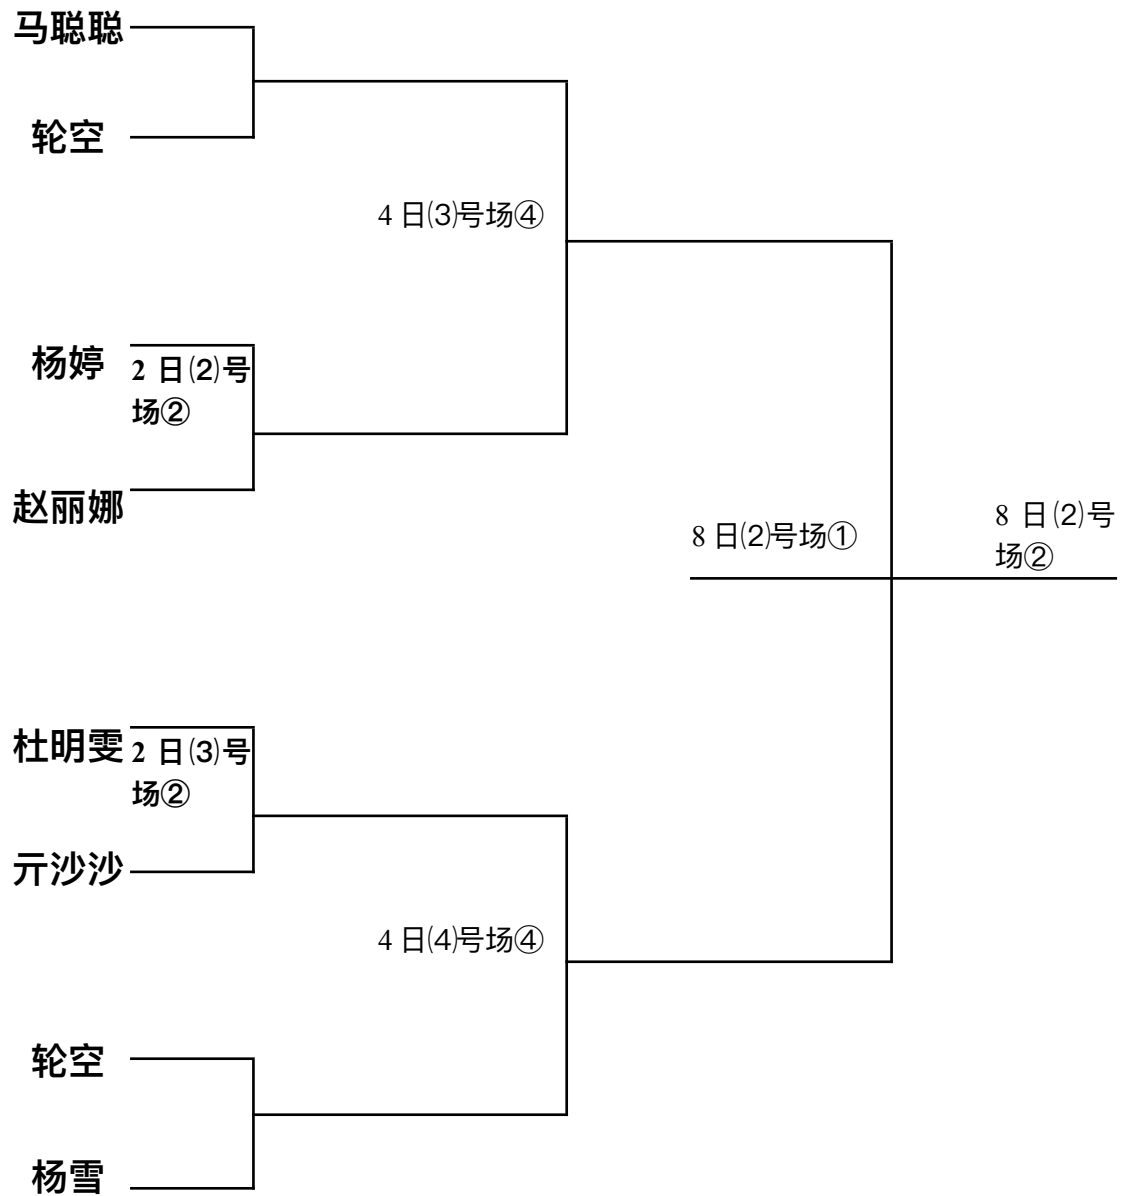 马聪聪
轮空
4 日⑶号场④
杨婷
2 日⑵号
场②
赵丽娜
8 日⑵号场①
8 日⑵号
场②
杜明雯
2 日⑶号
场②
亓沙沙
4 日⑷号场④
轮空
杨雪